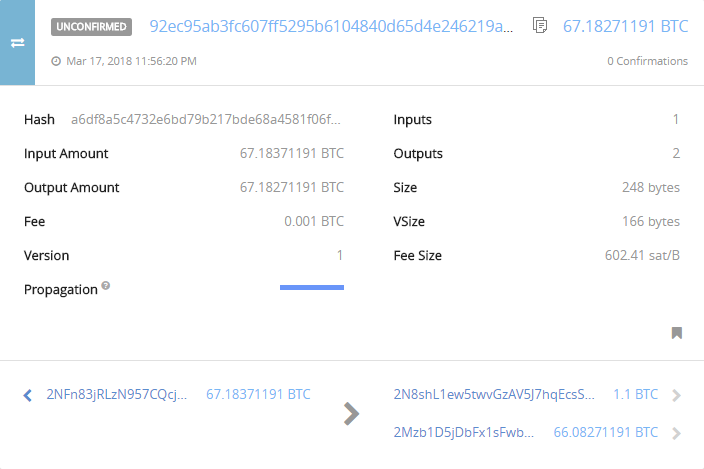 UNCONFIRMED 92ec95ab3fc607ff5295b6104840d65d4e246219a... 67.18271191 BTC
Mar 17, 2018 11:56:20 PM 0 Confirmations
Hash a6df8a5c4732e6bd79b217bde68a4581f06f... Inputs 1
Input Amount 67.18371191 BTC Outputs 2
Output Amount 67.18271191 BTC Size 248 bytes
Fee 0.001 BTC VSize 166 bytes
Version 1 Fee Size 602.41 sat/B
Propagation ?
2NFn83jRLzN957CQcj... 67.18371191 BTC 2N8shL1ew5twvGzAV5J7hqEcsS... 1.1 BTC
2Mzb1D5jDbFx1sFwb... 66.08271191 BTC